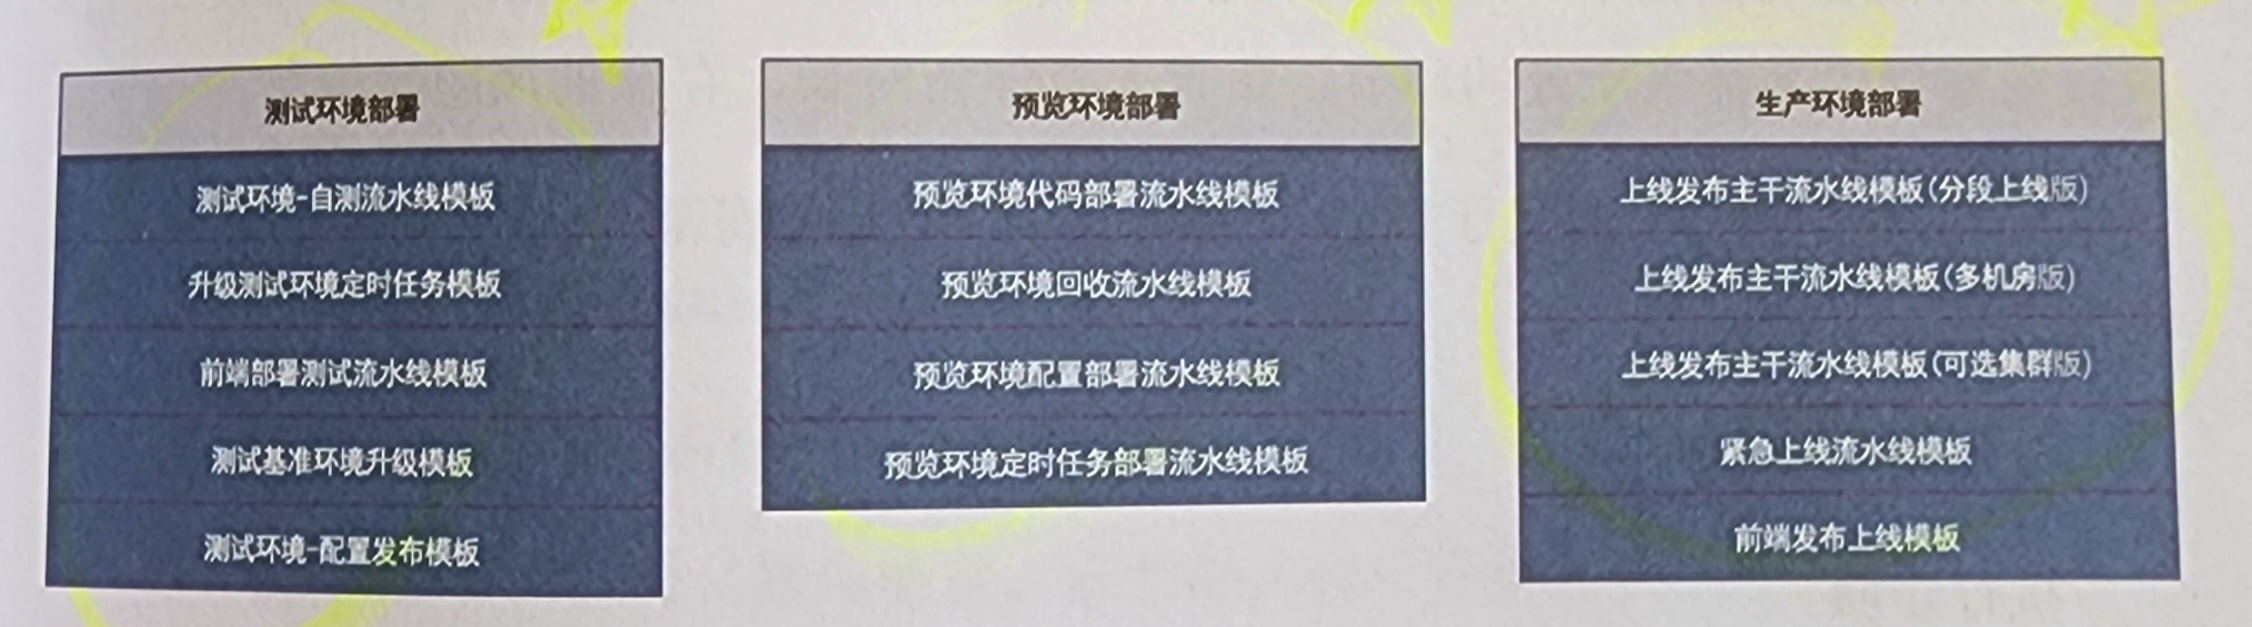 测试环境部署
测试环境-自测流水线模板
升级测试环境定时任务模板
前端部署测试流水线模板
测试基准环境升级模板
测试环境-配置发布模板
预览环境部署
预览环境代码部署流水线模板
预览环境回收流水线模板
预览环境配置部署流水线模板
预览环境定时任务部署流水线模板
生产环境部署
上线发布主干流水线模板(分段上线版)
上线发布主干流水线模板(多机房版)
上线发布主干流水线模板(可选集群版)
紧急上线流水线模板
前端发布上线模板